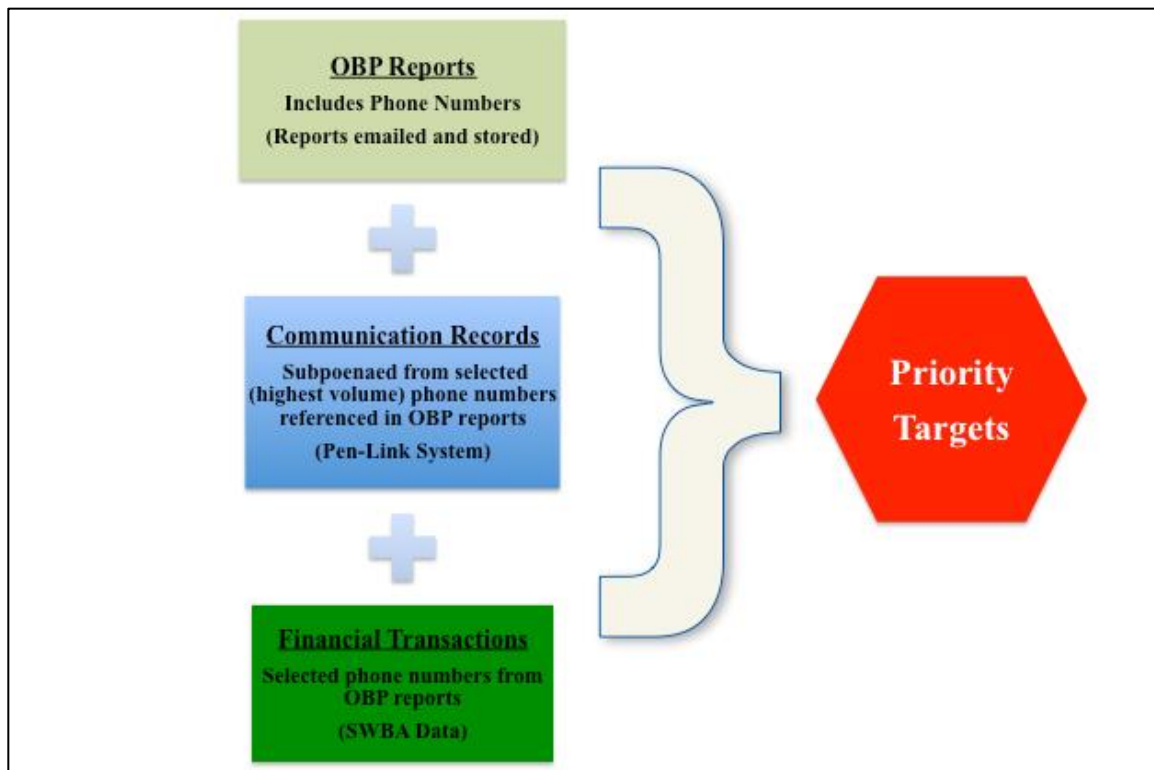 OBP Reports
Includes Phone Numbers
(Reports emailed and stored)
Communication Records
Subpoenaed from selected
(highest volume) phone numbers
referenced in OBP reports
(Pen-Link System)
Financial Transactions
Selected phone numbers from
OBP reports
(SWBA Data)
Priority
Targets